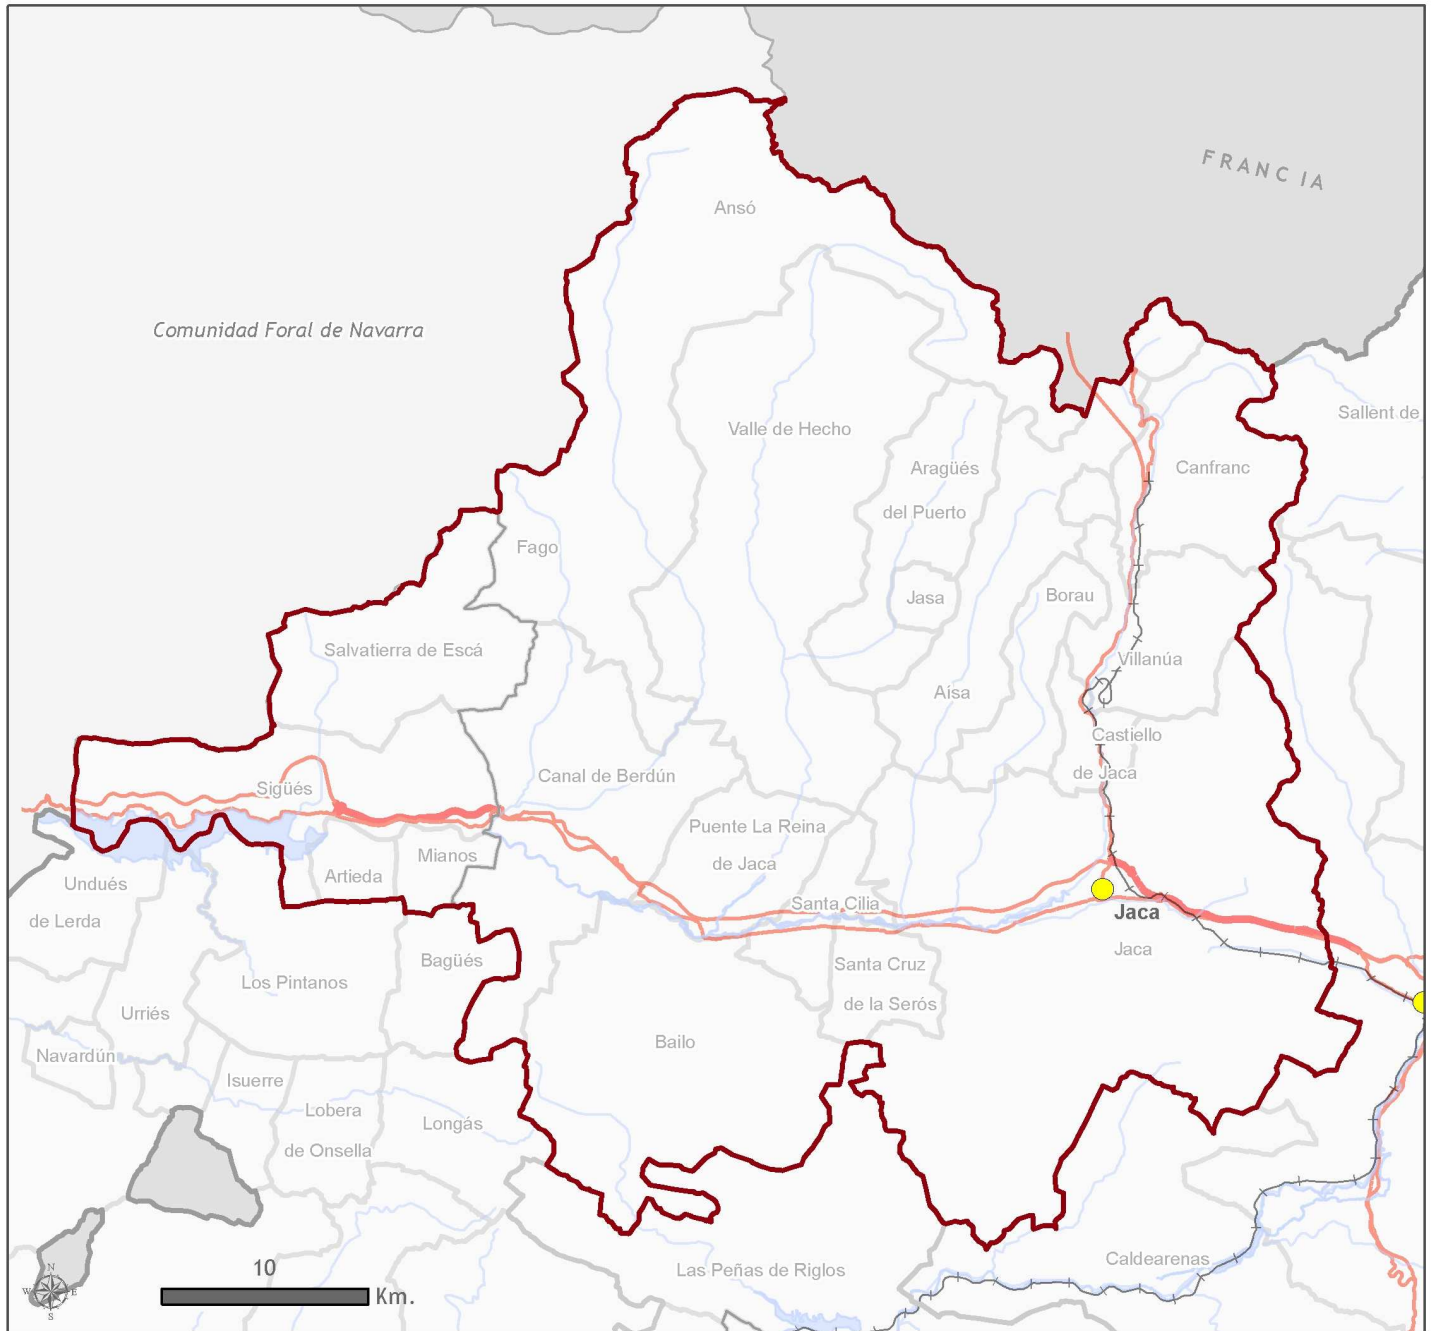 FRANCIA
Ansó
Comunidad Foral de Navarra
Sallent de
Valle de Hecho
Aragüés
del Puerto
Canfranc
Fago
Jasa
Borau
Salvatierra de Escá
Villanúa
Aísa
Castiello
de Jaca
Sigüés
Canal de Berdún
Puente La Reina
de Jaca
Mianos
Artieda
Undués
de Lerda
Santa Cilia
Jaca
Jaca
Bagüés
Los Pintanos
Santa Cruz
de la Serós
Urriés
Bailo
Navardún
Isuerre
Lobera
de Onsella
Longás
Caldearenas
Las Peñas de Riglos
10
Km.
N
W
E
S